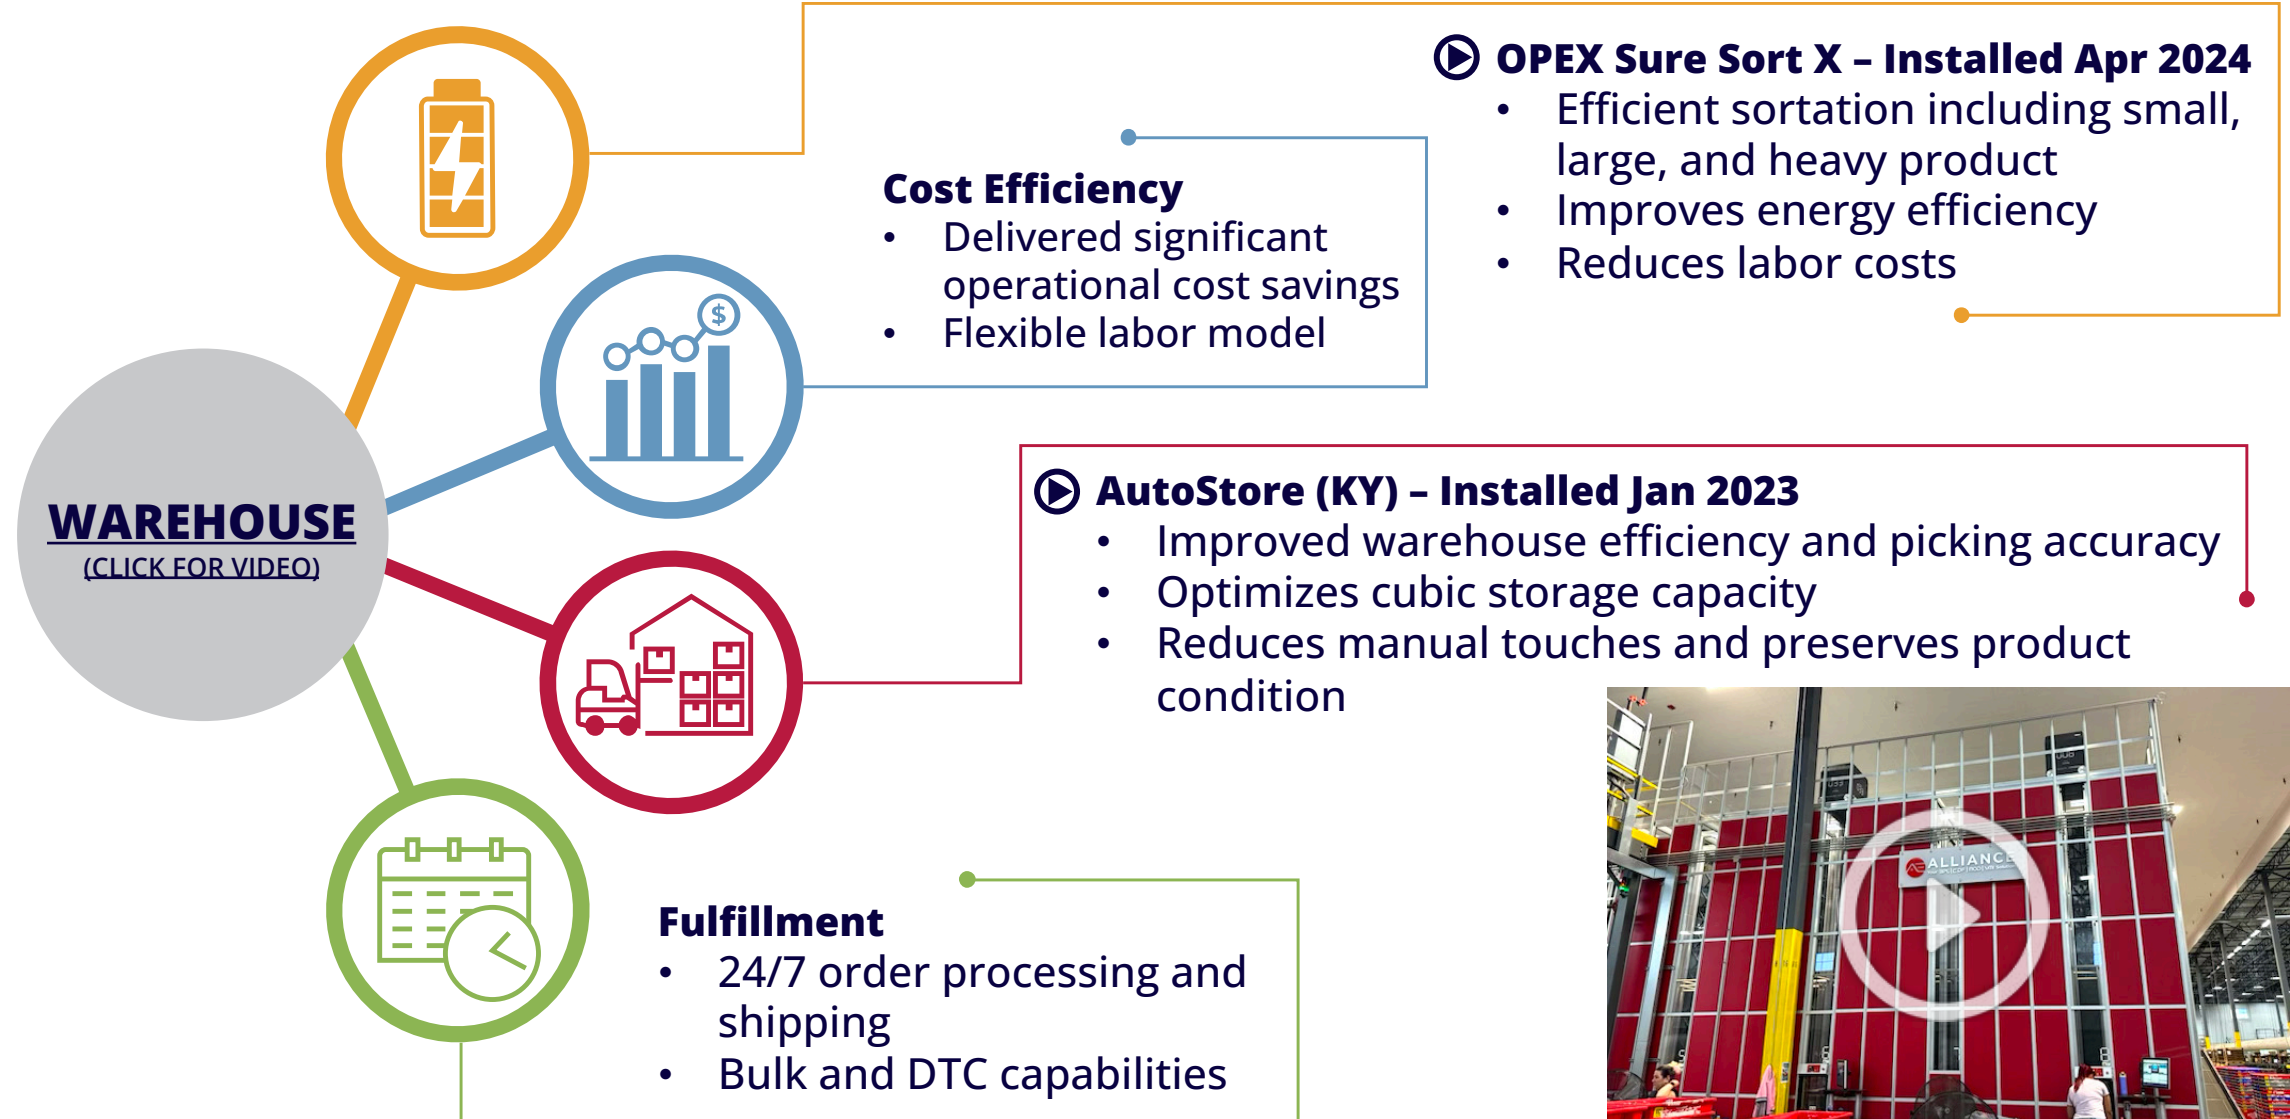 OPEX Sure Sort X – Installed Apr 2024
• Efficient sortation including small,
large, and heavy product
• Improves energy efficiency
• Reduces labor costs
Cost Efficiency
• Delivered significant
operational cost savings
• Flexible labor model
$
WAREHOUSE
(CLICK FOR VIDEO)
AutoStore (KY) – Installed Jan 2023
• Improved warehouse efficiency and picking accuracy
• Optimizes cubic storage capacity
• Reduces manual touches and preserves product
condition
Fulfillment
• 24/7 order processing and
shipping
• Bulk and DTC capabilities
ALLIANCE